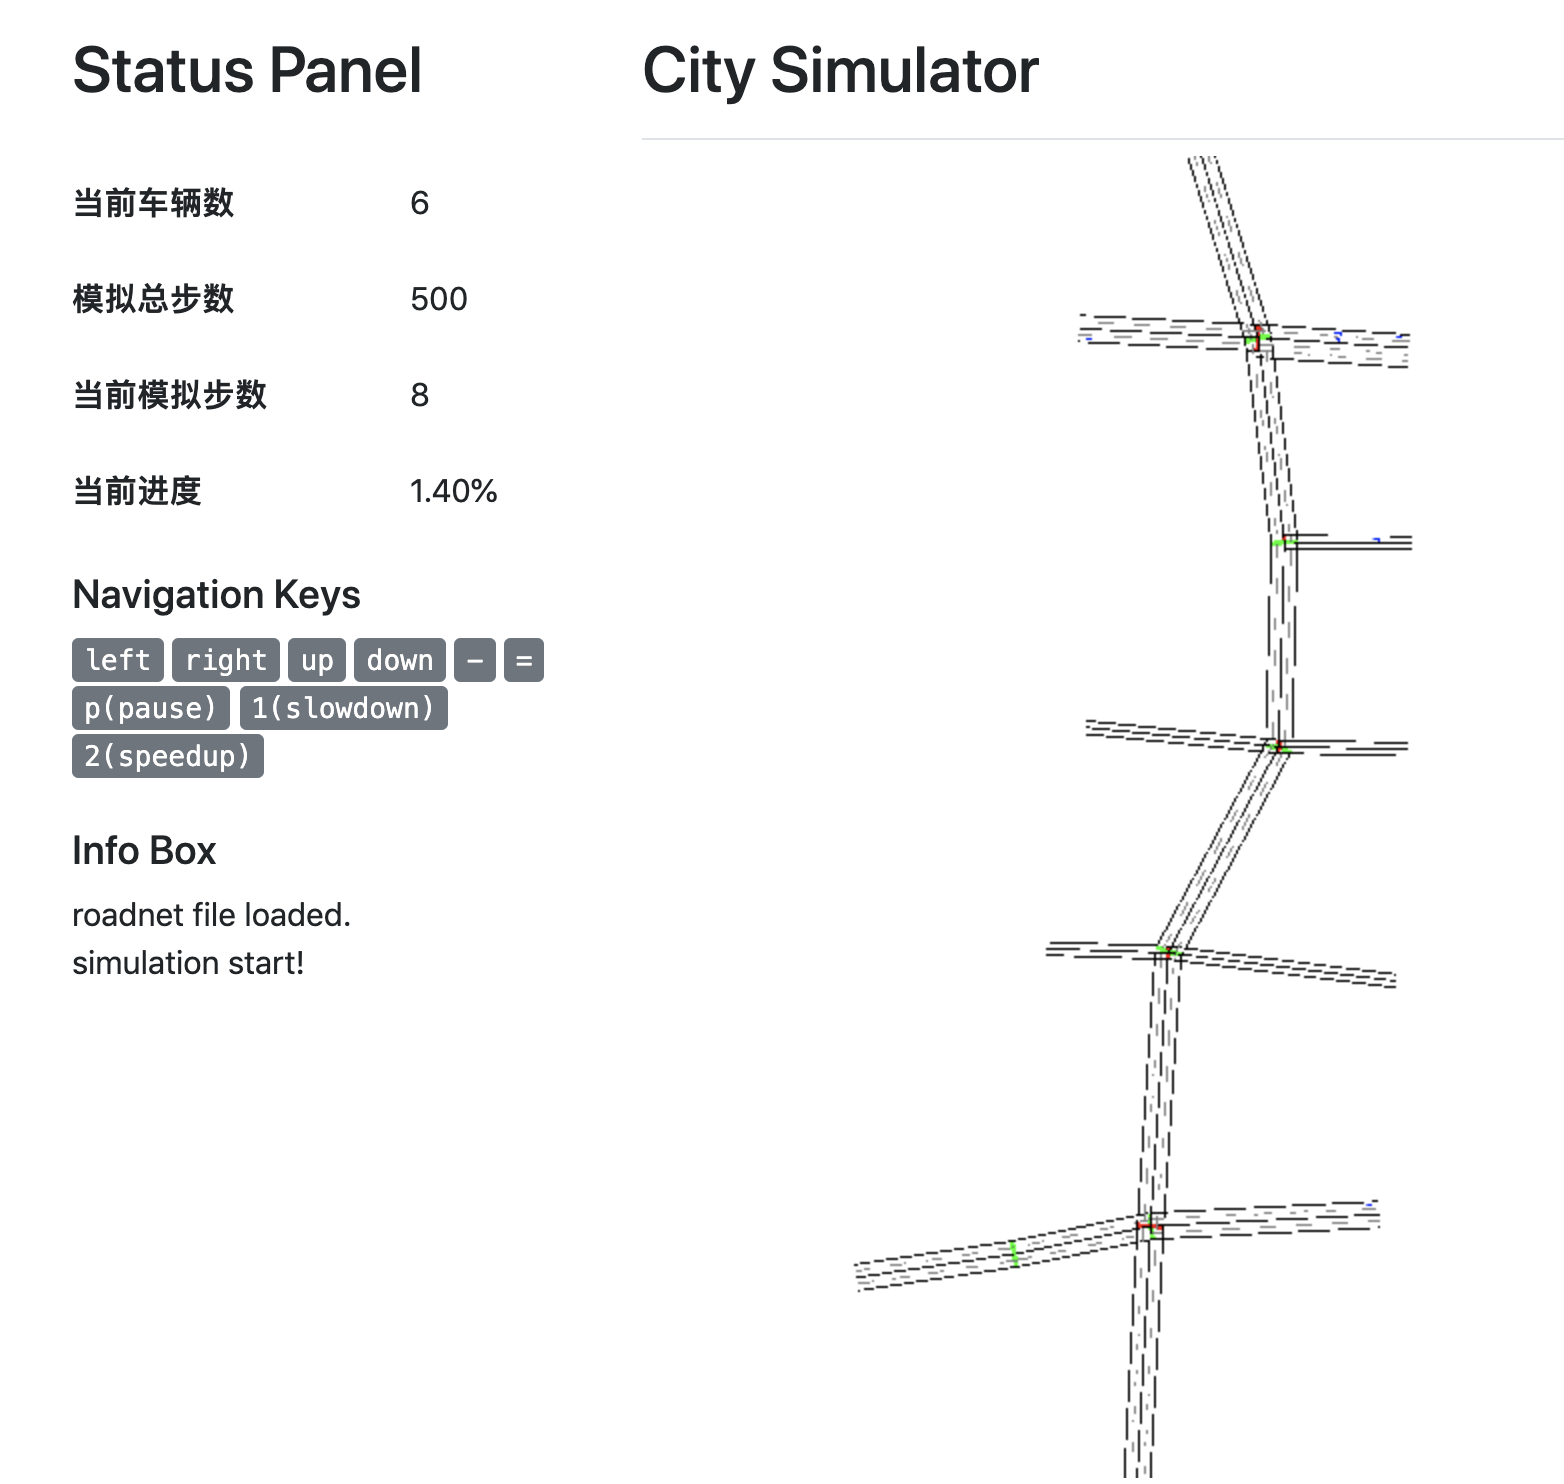 Status Panel
City Simulator
当前车辆数 6
模拟总步数 500
当前模拟步数 8
当前进度 1.40%
Navigation Keys
left right up down - =
p(pause) 1(slowdown)
2(speedup)
Info Box
roadnet file loaded.
simulation start!